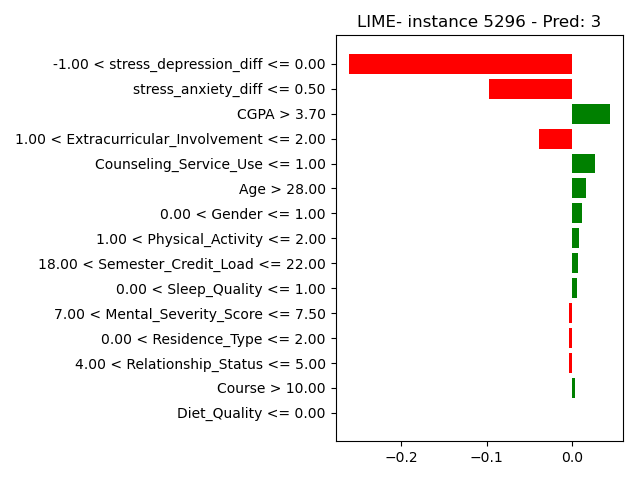 LIME- instance 5296 - Pred: 3
-1.00 < stress_depression_diff <= 0.00
stress_anxiety_diff <= 0.50
CGPA > 3.70
1.00 < Extracurricular_Involvement <= 2.00
Counseling_Service_Use <= 1.00
Age > 28.00
0.00 < Gender <= 1.00
1.00 < Physical_Activity <= 2.00
18.00 < Semester_Credit_Load <= 22.00
0.00 < Sleep_Quality <= 1.00
7.00 < Mental_Severity_Score <= 7.50
0.00 < Residence_Type <= 2.00
4.00 < Relationship_Status <= 5.00
Course > 10.00
Diet_Quality <= 0.00
−0.2 −0.1 0.0